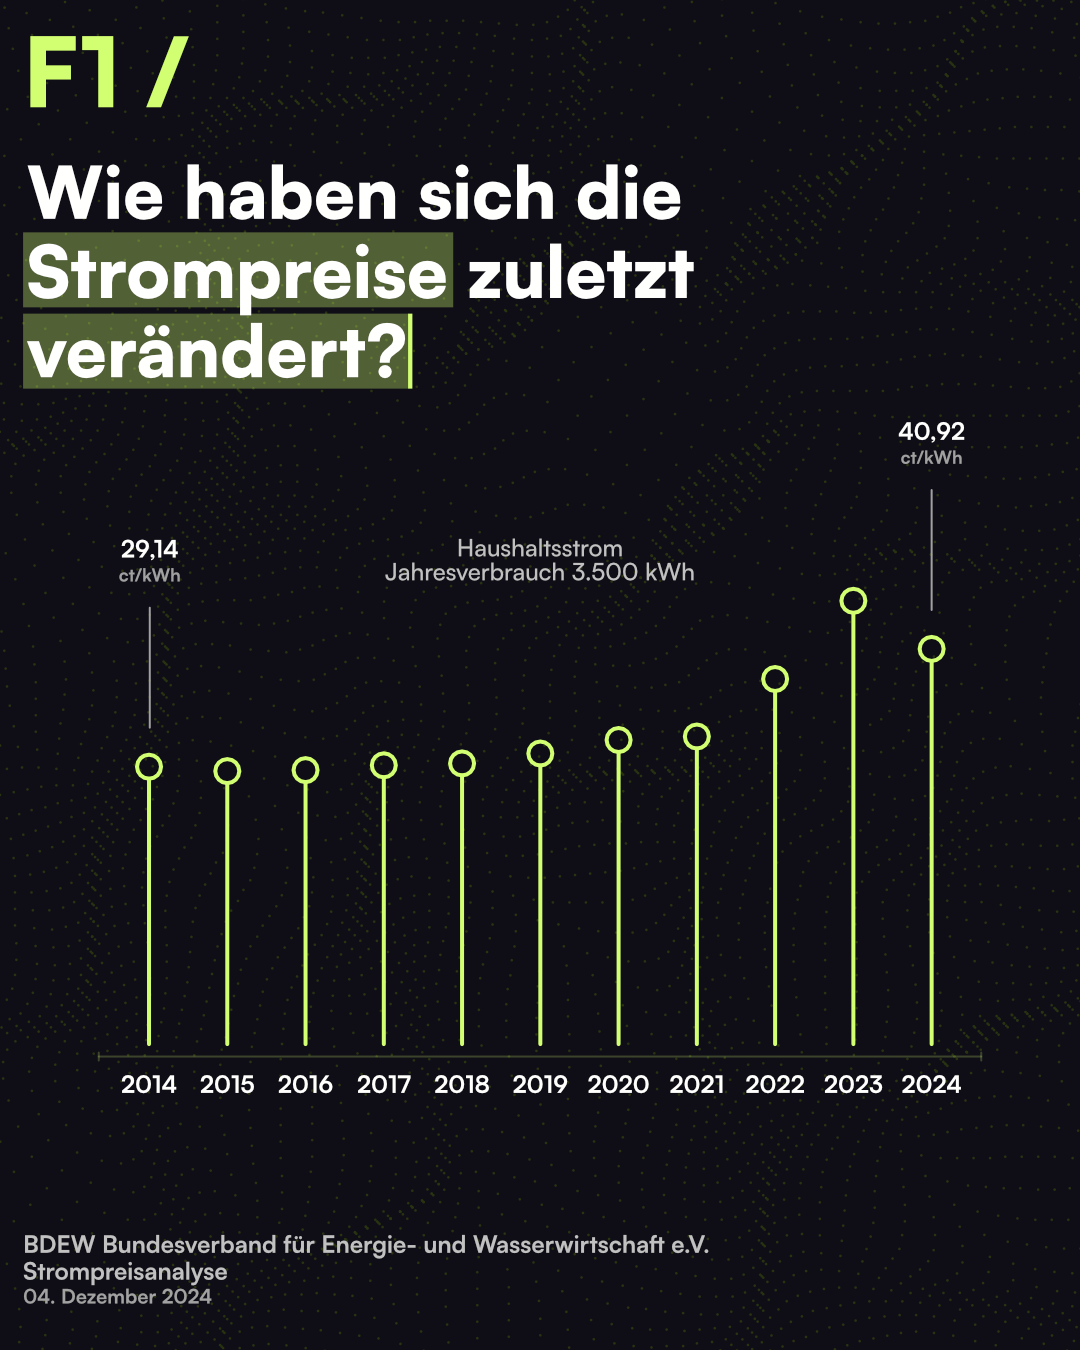 F1 /
Wie haben sich die
Strompreise zuletzt
verändert?
40,92
ct/kWh
29,14
ct/kWh
Haushaltsstrom
Jahresverbrauch 3.500 kWh
2014 2015 2016 2017 2018 2019 2020 2021 2022 2023 2024
BDEW Bundesverband für Energie- und Wasserwirtschaft e.V.
Strompreisanalyse
04. Dezember 2024